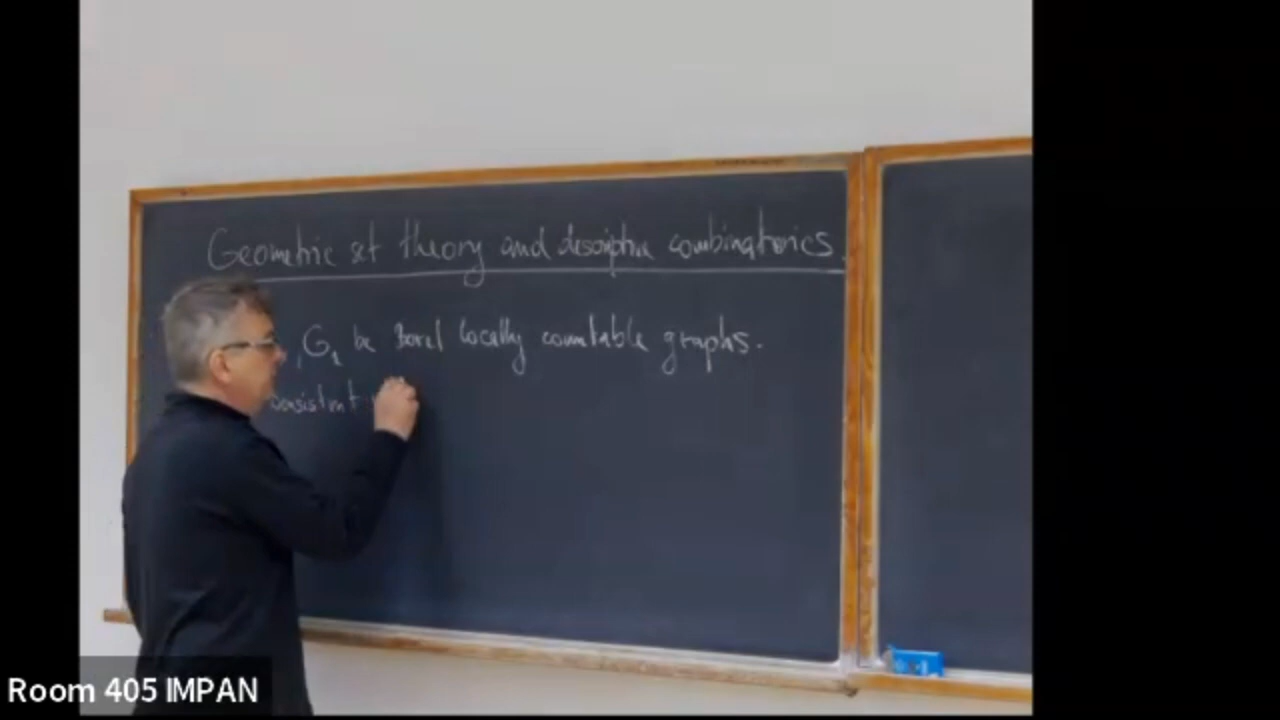 Geometric set theory and descriptive combinatorics.
, G₁ be Borel locally countable graphs.
consistent
Room 405 IMPAN